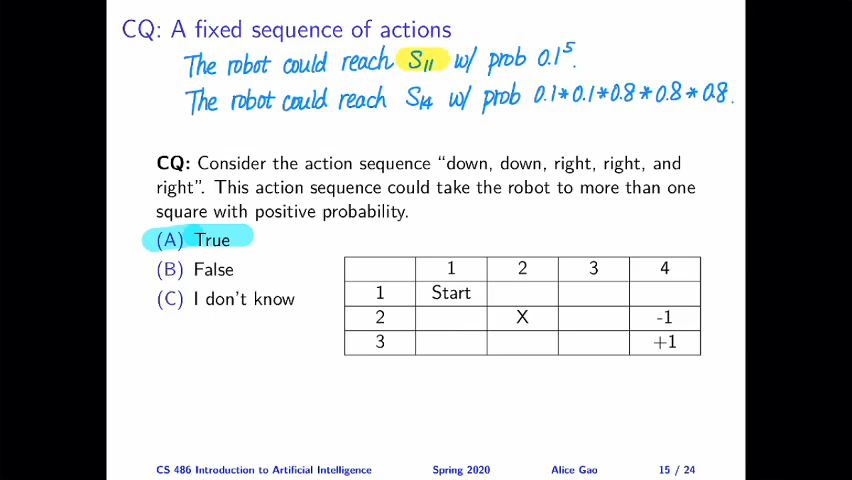 CQ: A fixed sequence of actions
The robot could reach S11 w/ prob 0.1⁵.
The robot could reach S14 w/ prob 0.1*0.1*0.8*0.8*0.8.
CQ: Consider the action sequence “down, down, right, right, and
right”. This action sequence could take the robot to more than one
square with positive probability.
(A) True
(B) False
(C) I don't know
1 2 3 4
1 Start
2 X -1
3 +1
CS 486 Introduction to Artificial Intelligence Spring 2020 Alice Gao 15 / 24